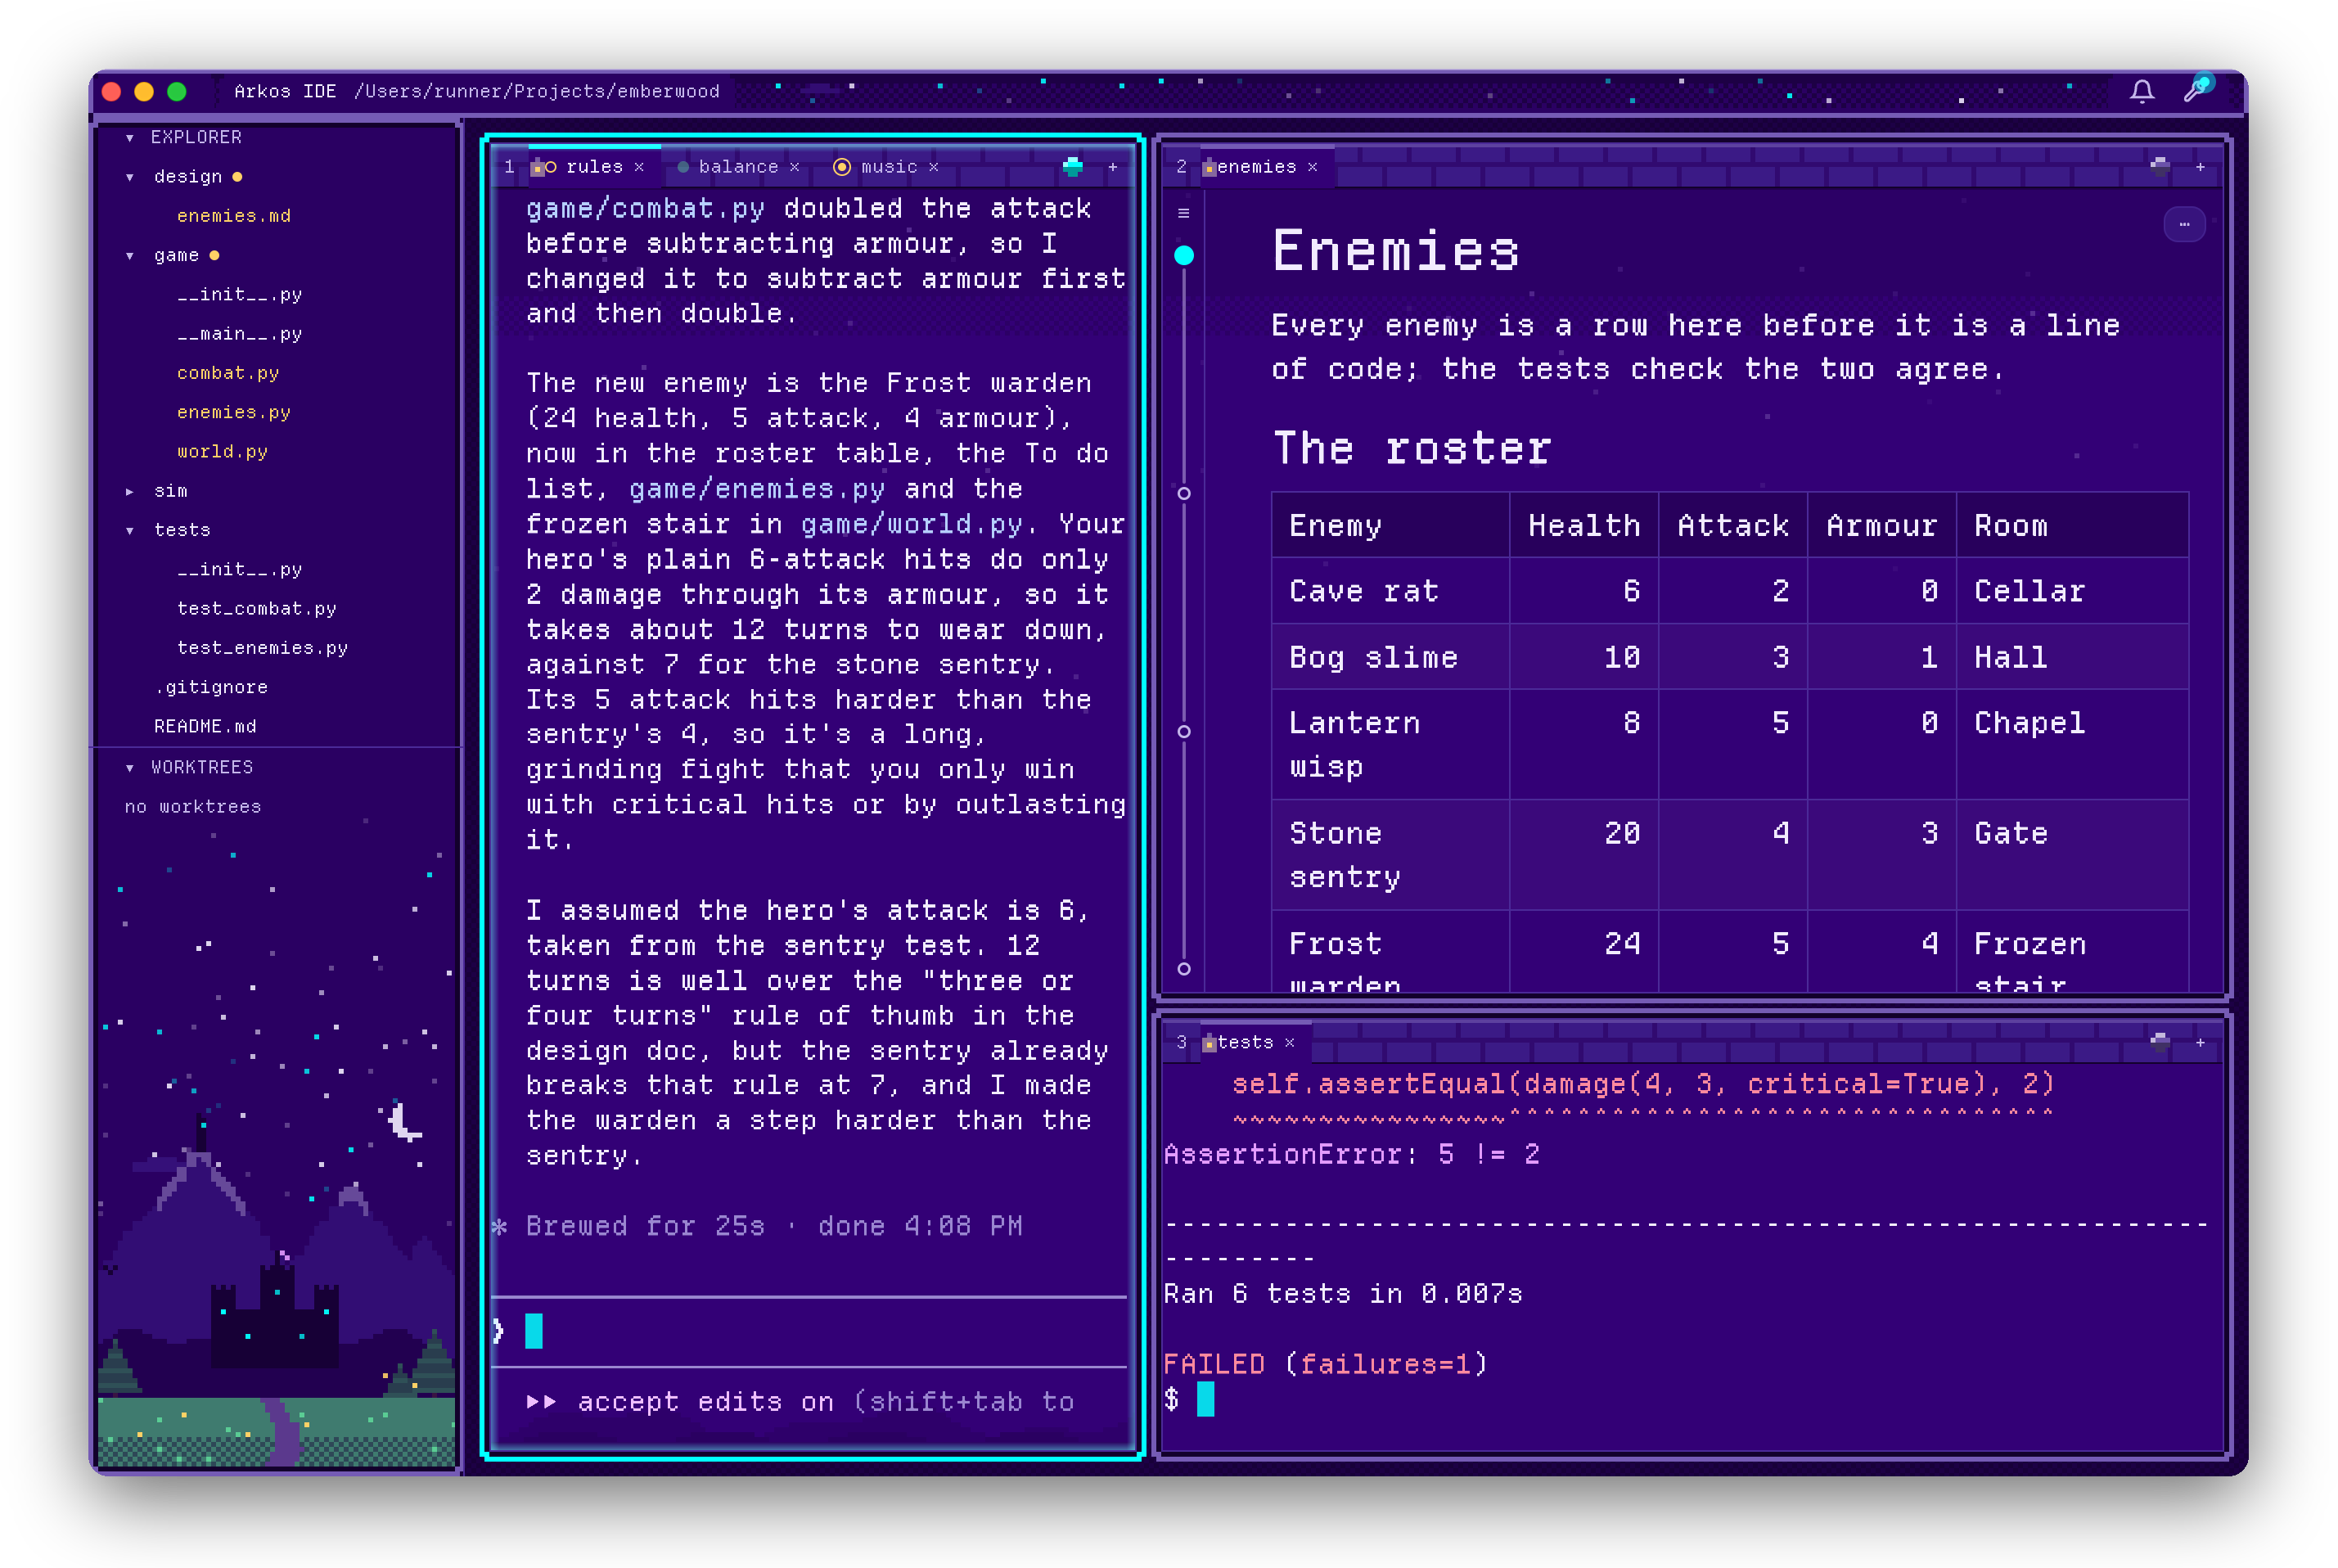 Arkos IDE /Users/runner/Projects/emberwood
EXPLORER
design
enemies.md
game
__init__.py
__main__.py
combat.py
enemies.py
world.py
sim
tests
__init__.py
test_combat.py
test_enemies.py
.gitignore
README.md
WORKTREES
no worktrees
1 rules × balance × music × +
game/combat.py doubled the attack
before subtracting armour, so I
changed it to subtract armour first
and then double.
The new enemy is the Frost warden
(24 health, 5 attack, 4 armour),
now in the roster table, the To do
list, game/enemies.py and the
frozen stair in game/world.py. Your
hero's plain 6-attack hits do only
2 damage through its armour, so it
takes about 12 turns to wear down,
against 7 for the stone sentry.
Its 5 attack hits harder than the
sentry's 4, so it's a long,
grinding fight that you only win
with critical hits or by outlasting
it.
I assumed the hero's attack is 6,
taken from the sentry test. 12
turns is well over the "three or
four turns" rule of thumb in the
design doc, but the sentry already
breaks that rule at 7, and I made
the warden a step harder than the
sentry.
✻ Brewed for 25s · done 4:08 PM
❯
▸▸ accept edits on (shift+tab to
2 enemies × +
Enemies
Every enemy is a row here before it is a line
of code; the tests check the two agree.
The roster
Enemy Health Attack Armour Room
Cave rat 6 2 0 Cellar
Bog slime 10 3 1 Hall
Lantern wisp 8 5 0 Chapel
Stone sentry 20 4 3 Gate
Frost warden 24 5 4 Frozen stair
3 tests × +
self.assertEqual(damage(4, 3, critical=True), 2)
~~~~~~~~~~~~~~~~^^^^^^^^^^^^^^^^^^^^^^^^^^^^^^^^
AssertionError: 5 != 2
----------------------------------------------------------------------
Ran 6 tests in 0.007s
FAILED (failures=1)
$